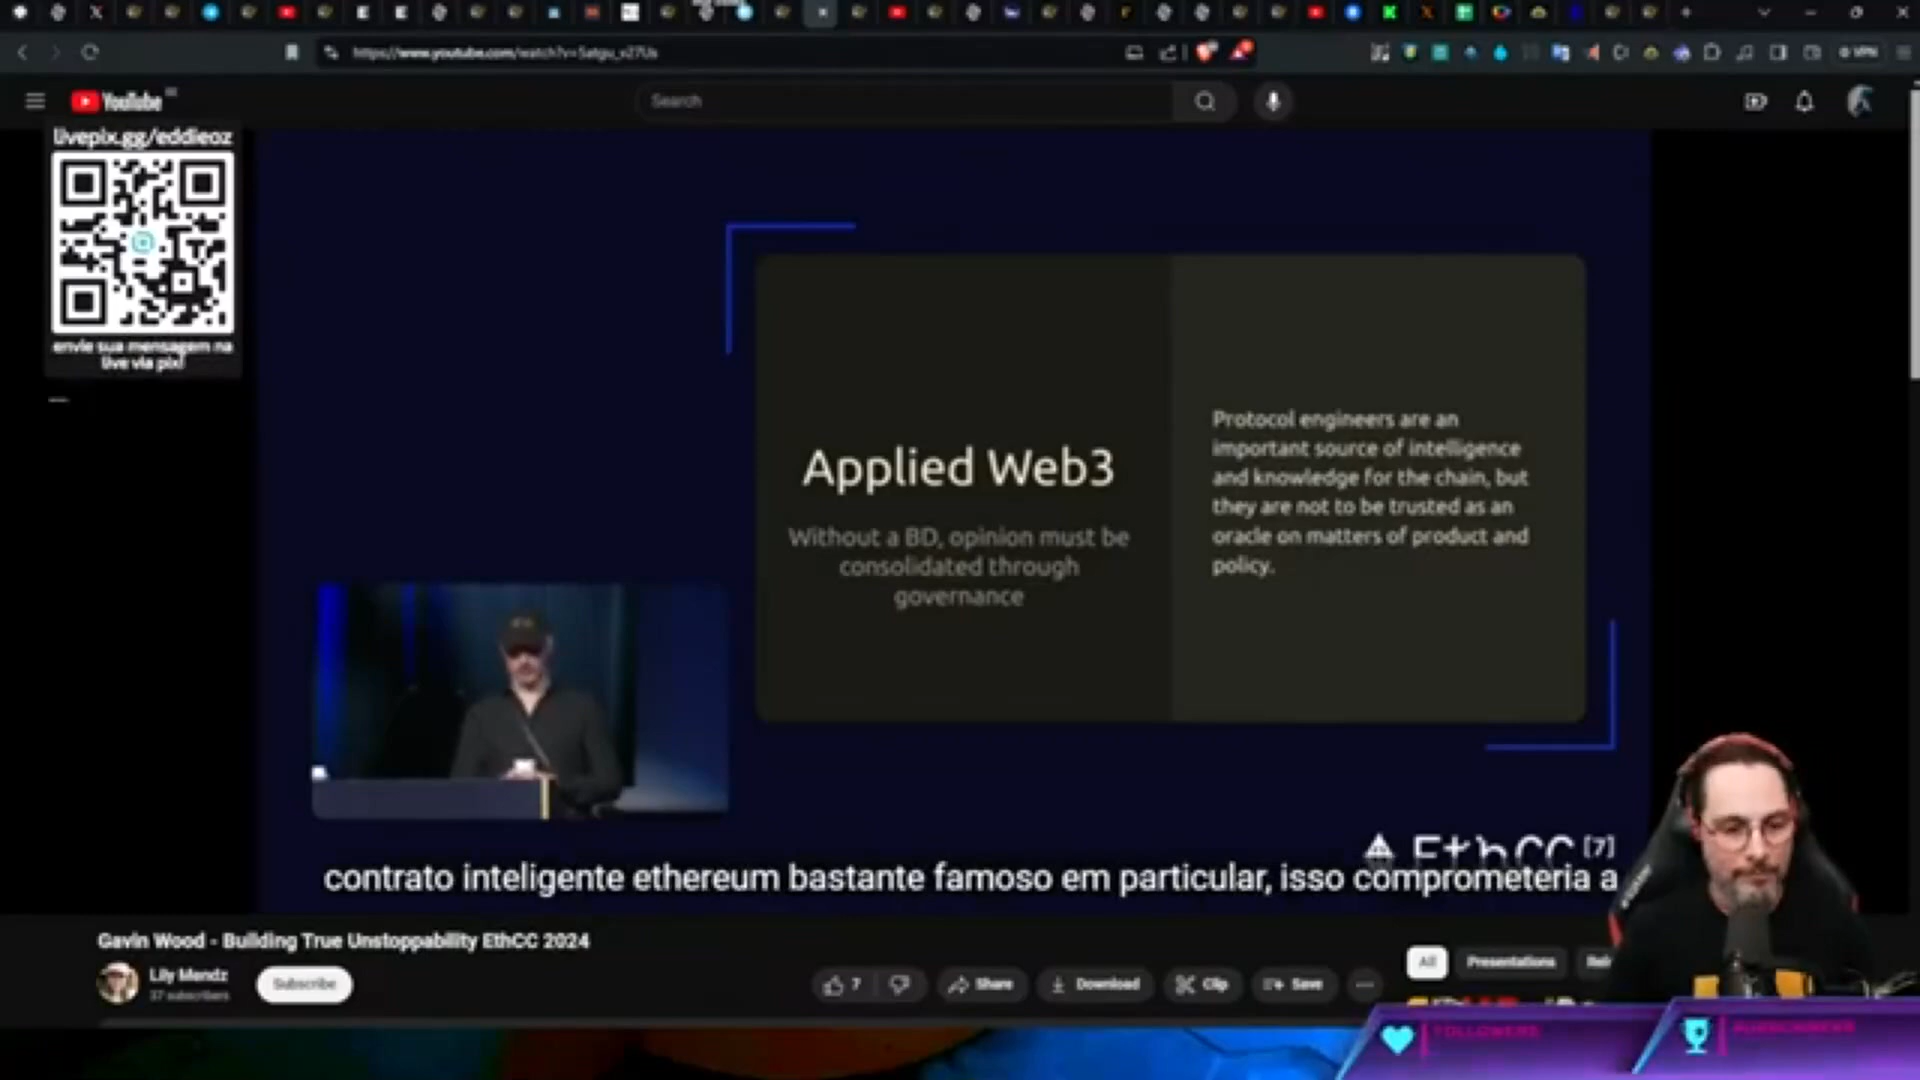 YouTube
Search
livepix.gg/eddieoz
envie sua mensagem na
live via pix!
Applied Web3
Without a BD, opinion must be
consolidated through
governance
Protocol engineers are an
important source of intelligence
and knowledge for the chain, but
they are not to be trusted as an
oracle on matters of product and
policy.
EthCC [7]
contrato inteligente ethereum bastante famoso em particular, isso comprometeria a
Gavin Wood - Building True Unstoppability EthCC 2024
Lily Mendz
37 subscribers
Subscribe
7
Share
Download
Clip
Save
All
Presentations
VPN
FOLLOWERS